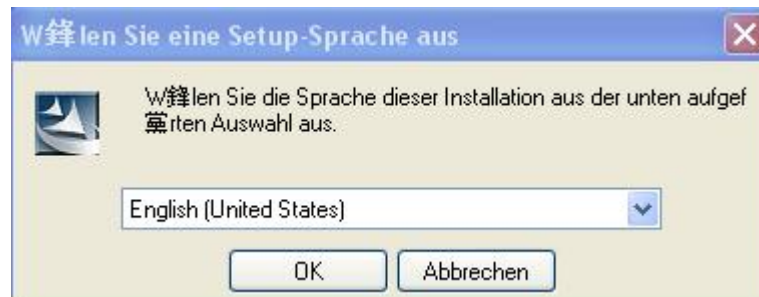 W鋒len Sie eine Setup-Sprache aus
W鋒len Sie die Sprache dieser Installation aus der unten aufgef
黨rten Auswahl aus.
English (United States)
OK
Abbrechen